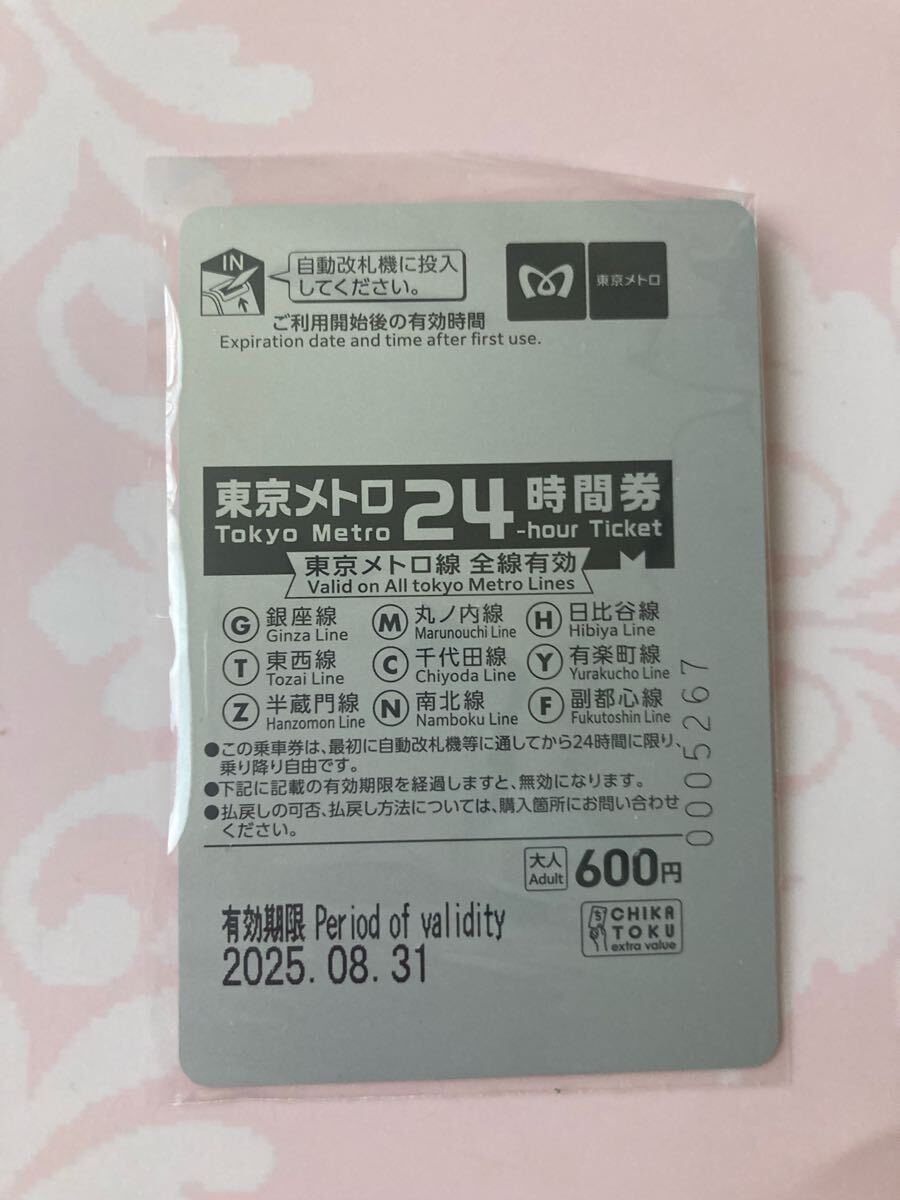 IN
自動改札機に投入
してください。
東京メトロ
ご利用開始後の有効時間
Expiration date and time after first use.
東京メトロ 24 時間券
Tokyo Metro -hour Ticket
東京メトロ線 全線有効
Valid on All tokyo Metro Lines
G 銀座線 M 丸ノ内線 H 日比谷線
Ginza Line Marunouchi Line Hibiya Line
T 東西線 C 千代田線 Y 有楽町線
Tozai Line Chiyoda Line Yurakucho Line
Z 半蔵門線 N 南北線 F 副都心線
Hanzomon Line Namboku Line Fukutoshin Line
0005267
●この乗車券は、最初に自動改札機等に通してから24時間に限り、
乗り降り自由です。
●下記に記載の有効期限を経過しますと、無効になります。
●払戻しの可否、払戻し方法については、購入箇所にお問い合わせ
ください。
大人 600円
Adult
有効期限 Period of validity
2025.08.31
CHIKA
TOKU
extra value